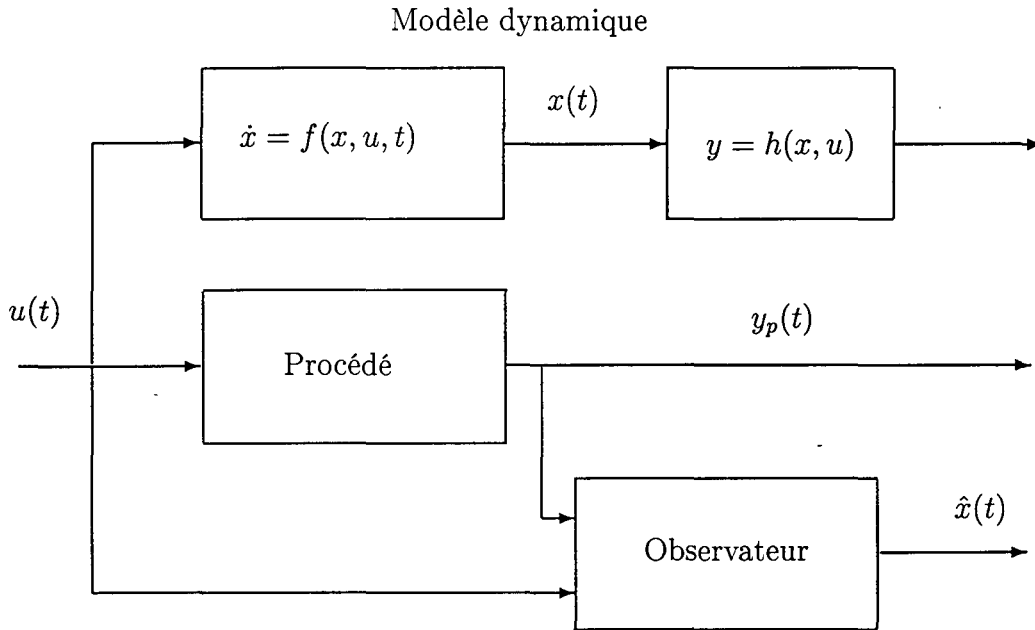 Modèle dynamique
x(t)
ẋ = f(x, u, t)
y = h(x, u)
u(t)
y_p(t)
Procédé
x̂(t)
Observateur